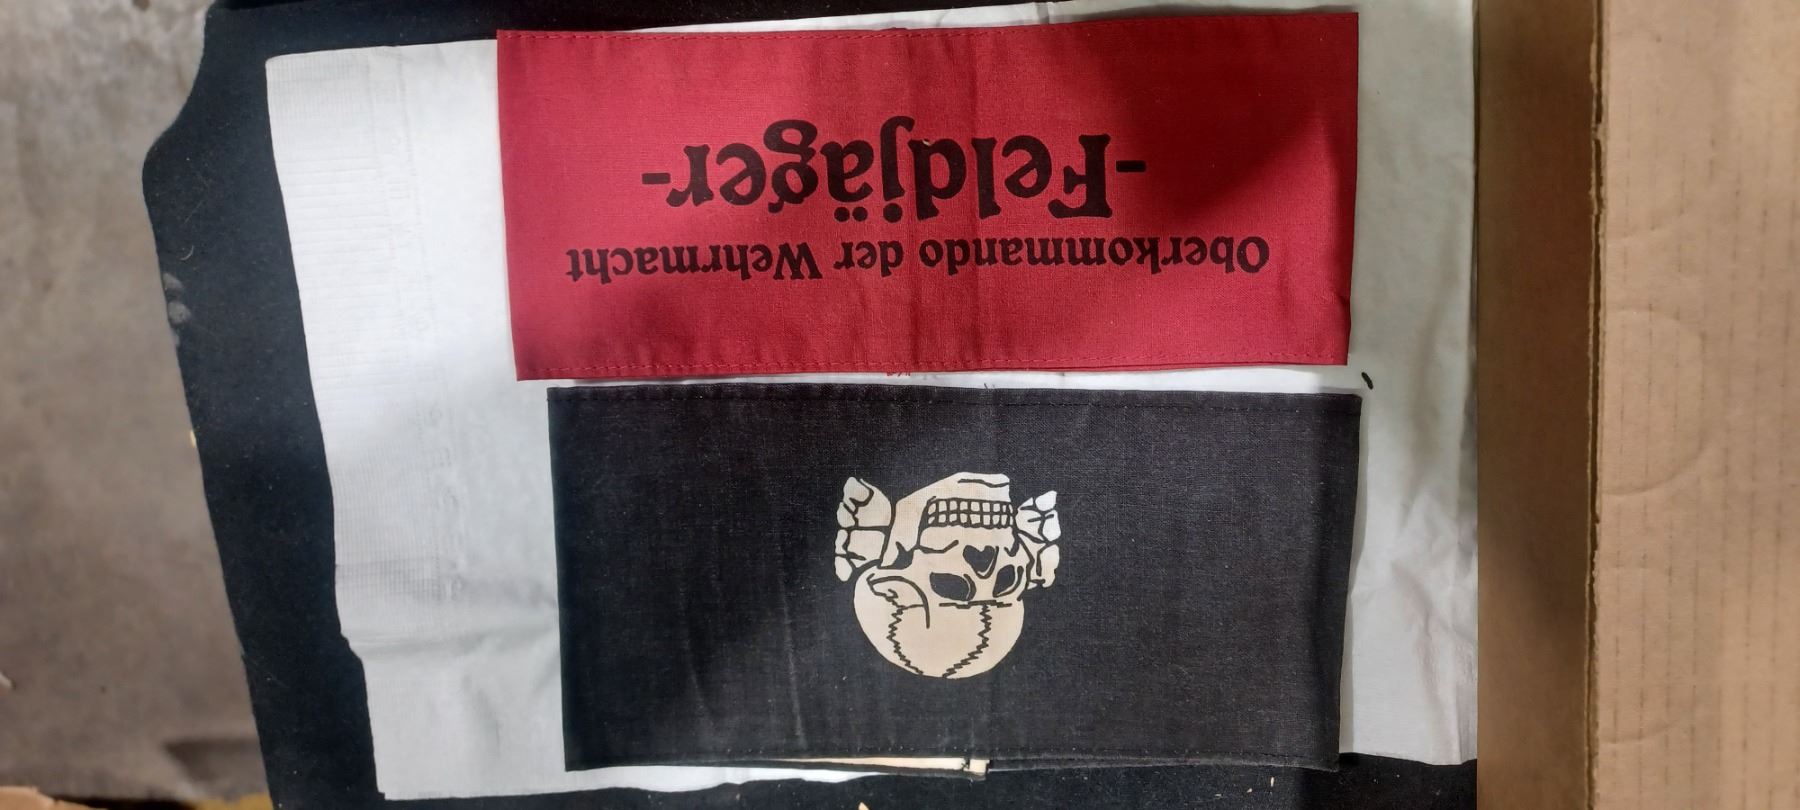 Oberkommando der Wehrmacht
-Feldjäger-